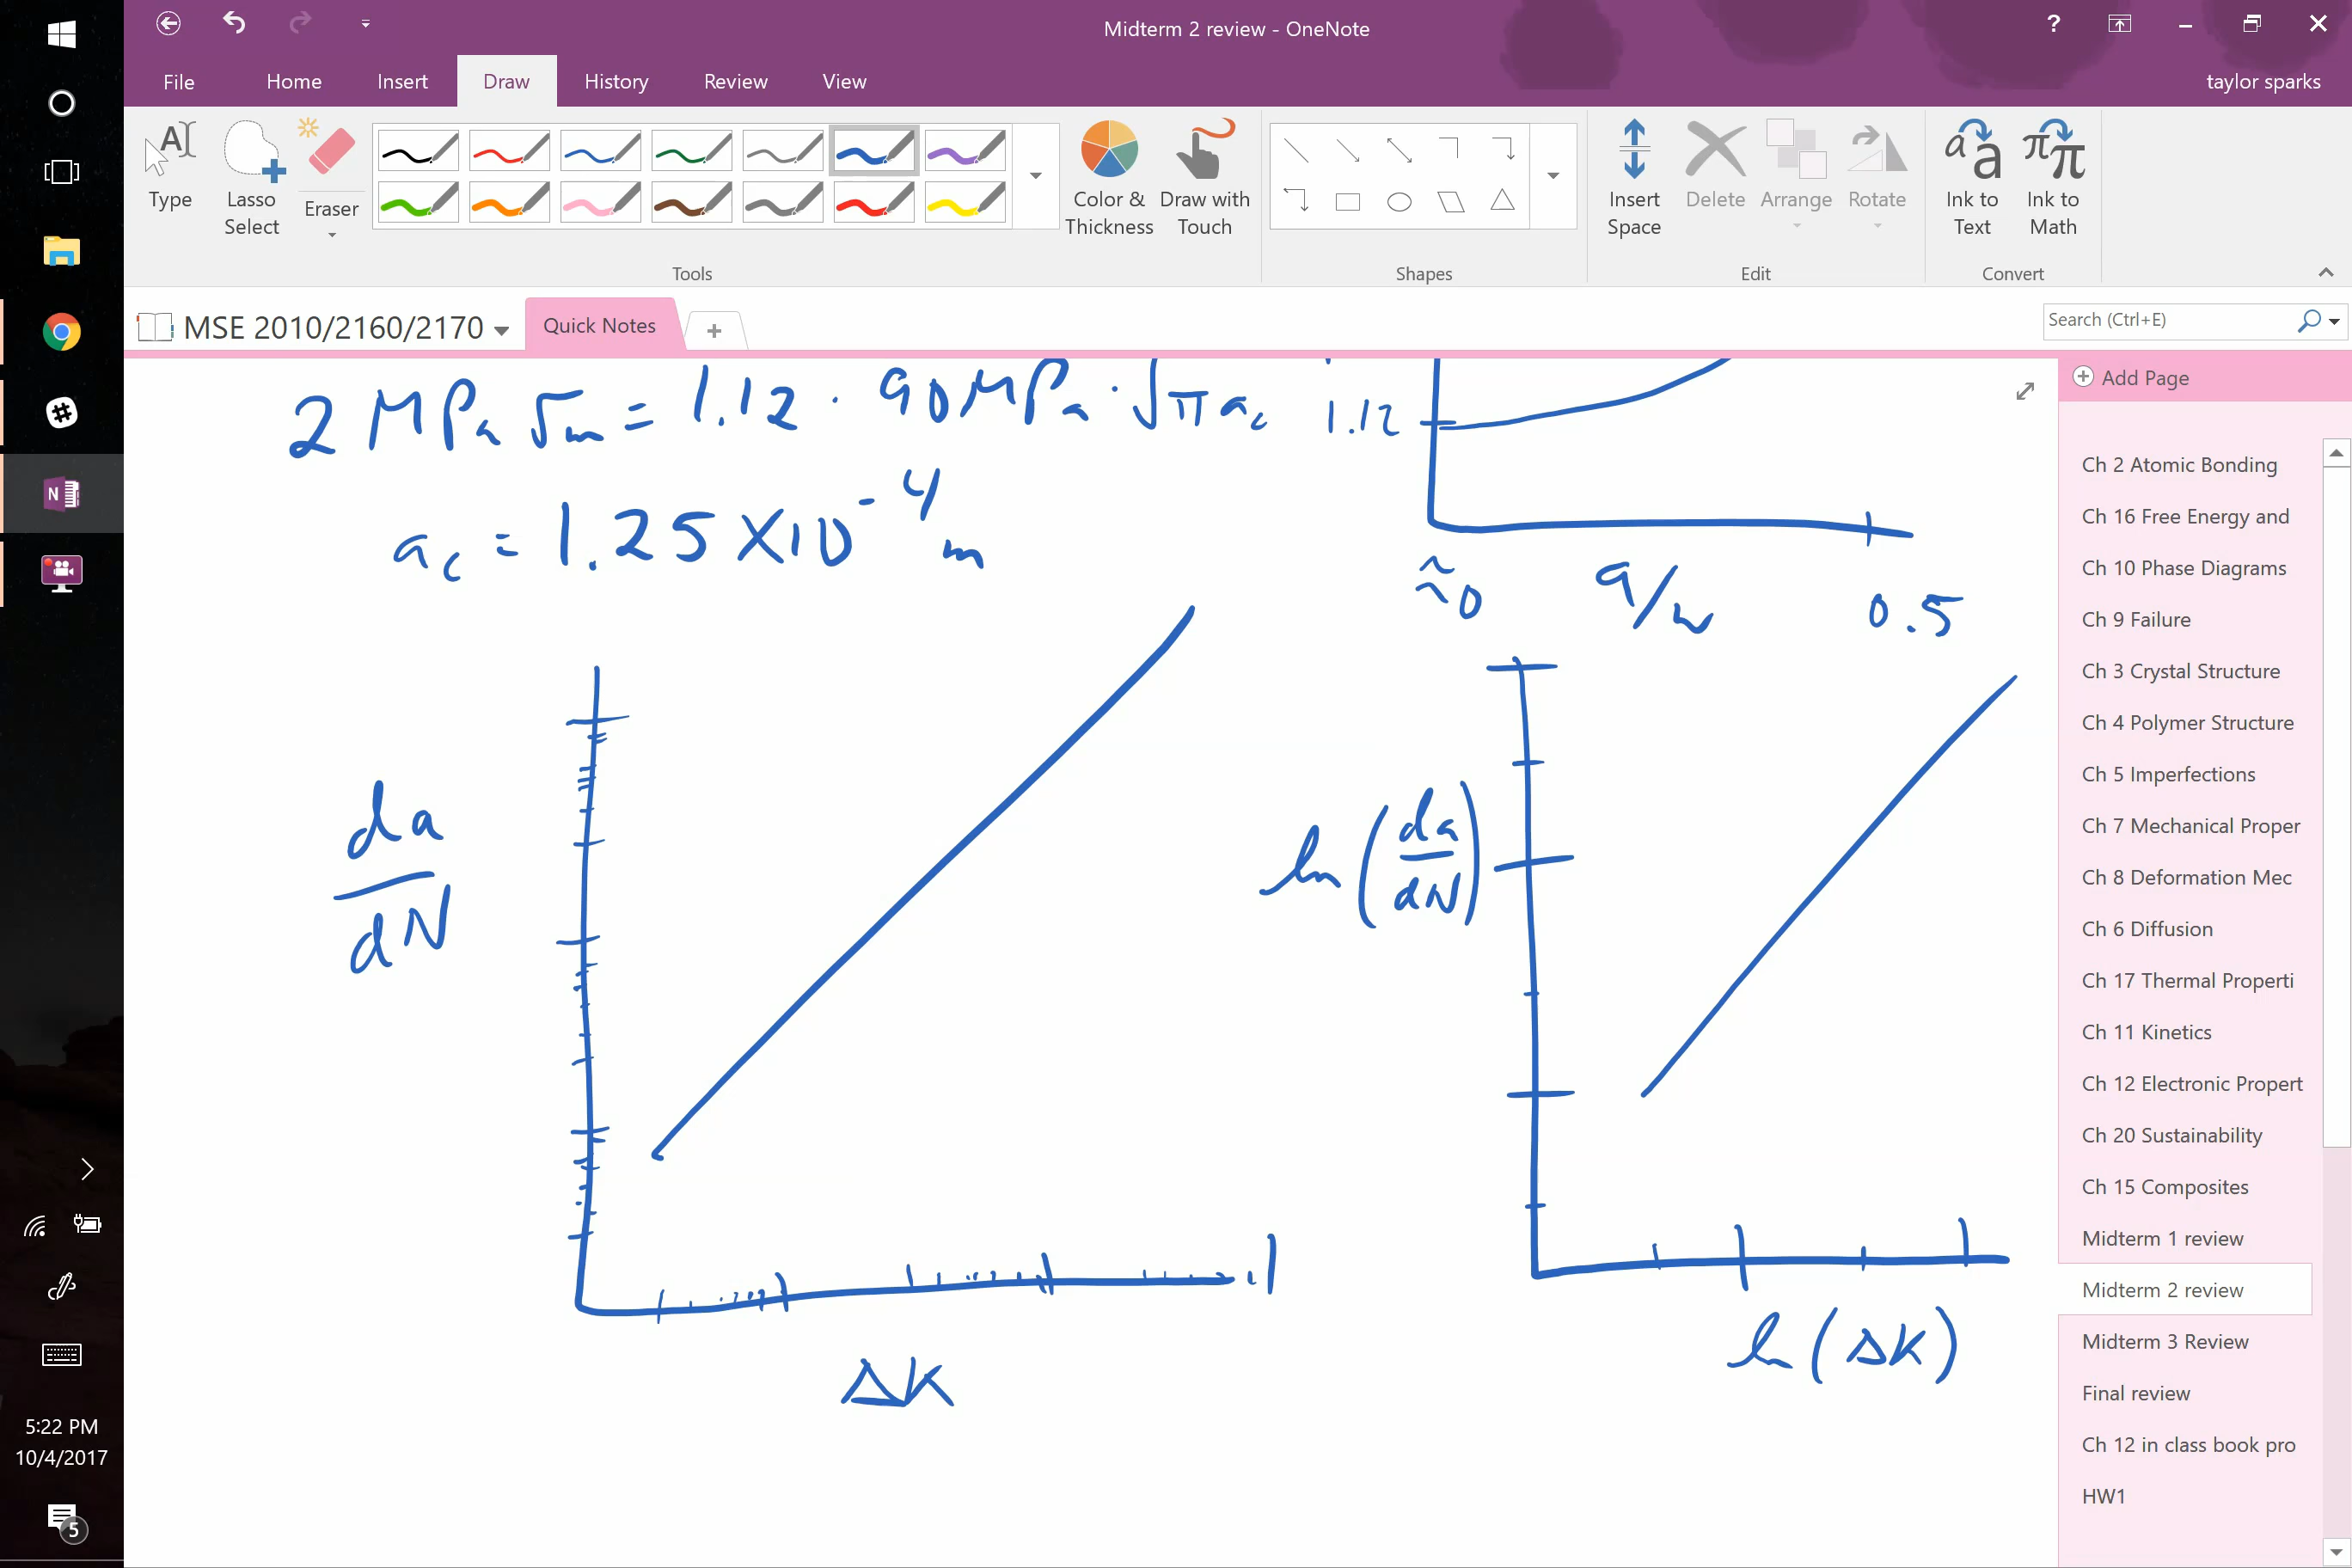 Midterm 2 review - OneNote
?
File Home Insert Draw History Review View
taylor sparks
Type
Lasso Select
Eraser
Color & Thickness
Draw with Touch
Insert Space
Delete
Arrange
Rotate
Ink to Text
Ink to Math
Tools
Shapes
Edit
Convert
MSE 2010/2160/2170
Quick Notes
Search (Ctrl+E)
2 MPa √m = 1.12 · 90 MPa · √π a_c
a_c = 1.25 X10^-4 m
1.12
≈0
a/w
0.5
da/dN
ΔK
ln(da/dN)
ln(ΔK)
Add Page
Ch 2 Atomic Bonding
Ch 16 Free Energy and
Ch 10 Phase Diagrams
Ch 9 Failure
Ch 3 Crystal Structure
Ch 4 Polymer Structure
Ch 5 Imperfections
Ch 7 Mechanical Proper
Ch 8 Deformation Mec
Ch 6 Diffusion
Ch 17 Thermal Properti
Ch 11 Kinetics
Ch 12 Electronic Propert
Ch 20 Sustainability
Ch 15 Composites
Midterm 1 review
Midterm 2 review
Midterm 3 Review
Final review
Ch 12 in class book pro
HW1
5:22 PM
10/4/2017
5